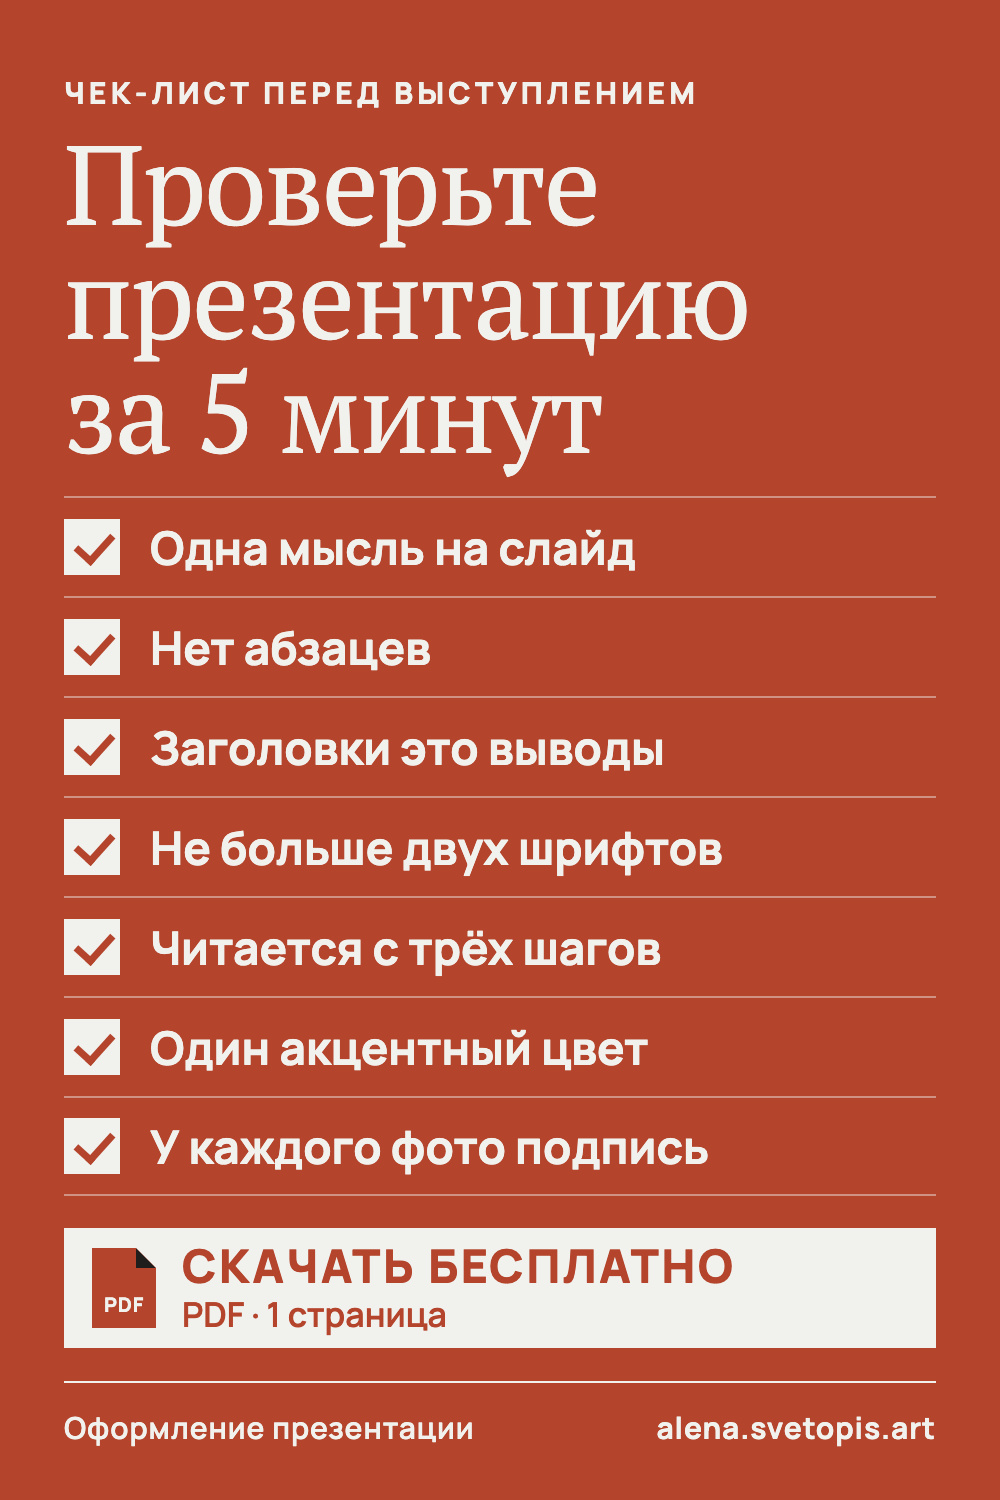 ЧЕК-ЛИСТ ПЕРЕД ВЫСТУПЛЕНИЕМ
Проверьте
презентацию
за 5 минут
Одна мысль на слайд
Нет абзацев
Заголовки это выводы
Не больше двух шрифтов
Читается с трёх шагов
Один акцентный цвет
У каждого фото подпись
СКАЧАТЬ БЕСПЛАТНО
PDF
PDF · 1 страница
Оформление презентации
alena.svetopis.art